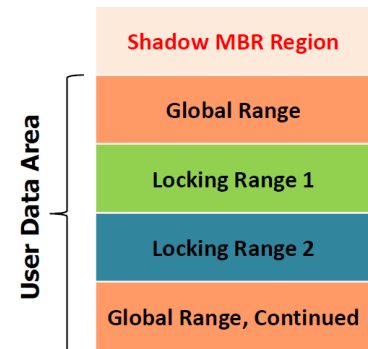 Shadow MBR Region
Global Range
Locking Range 1
Locking Range 2
Global Range, Continued
User Data Area